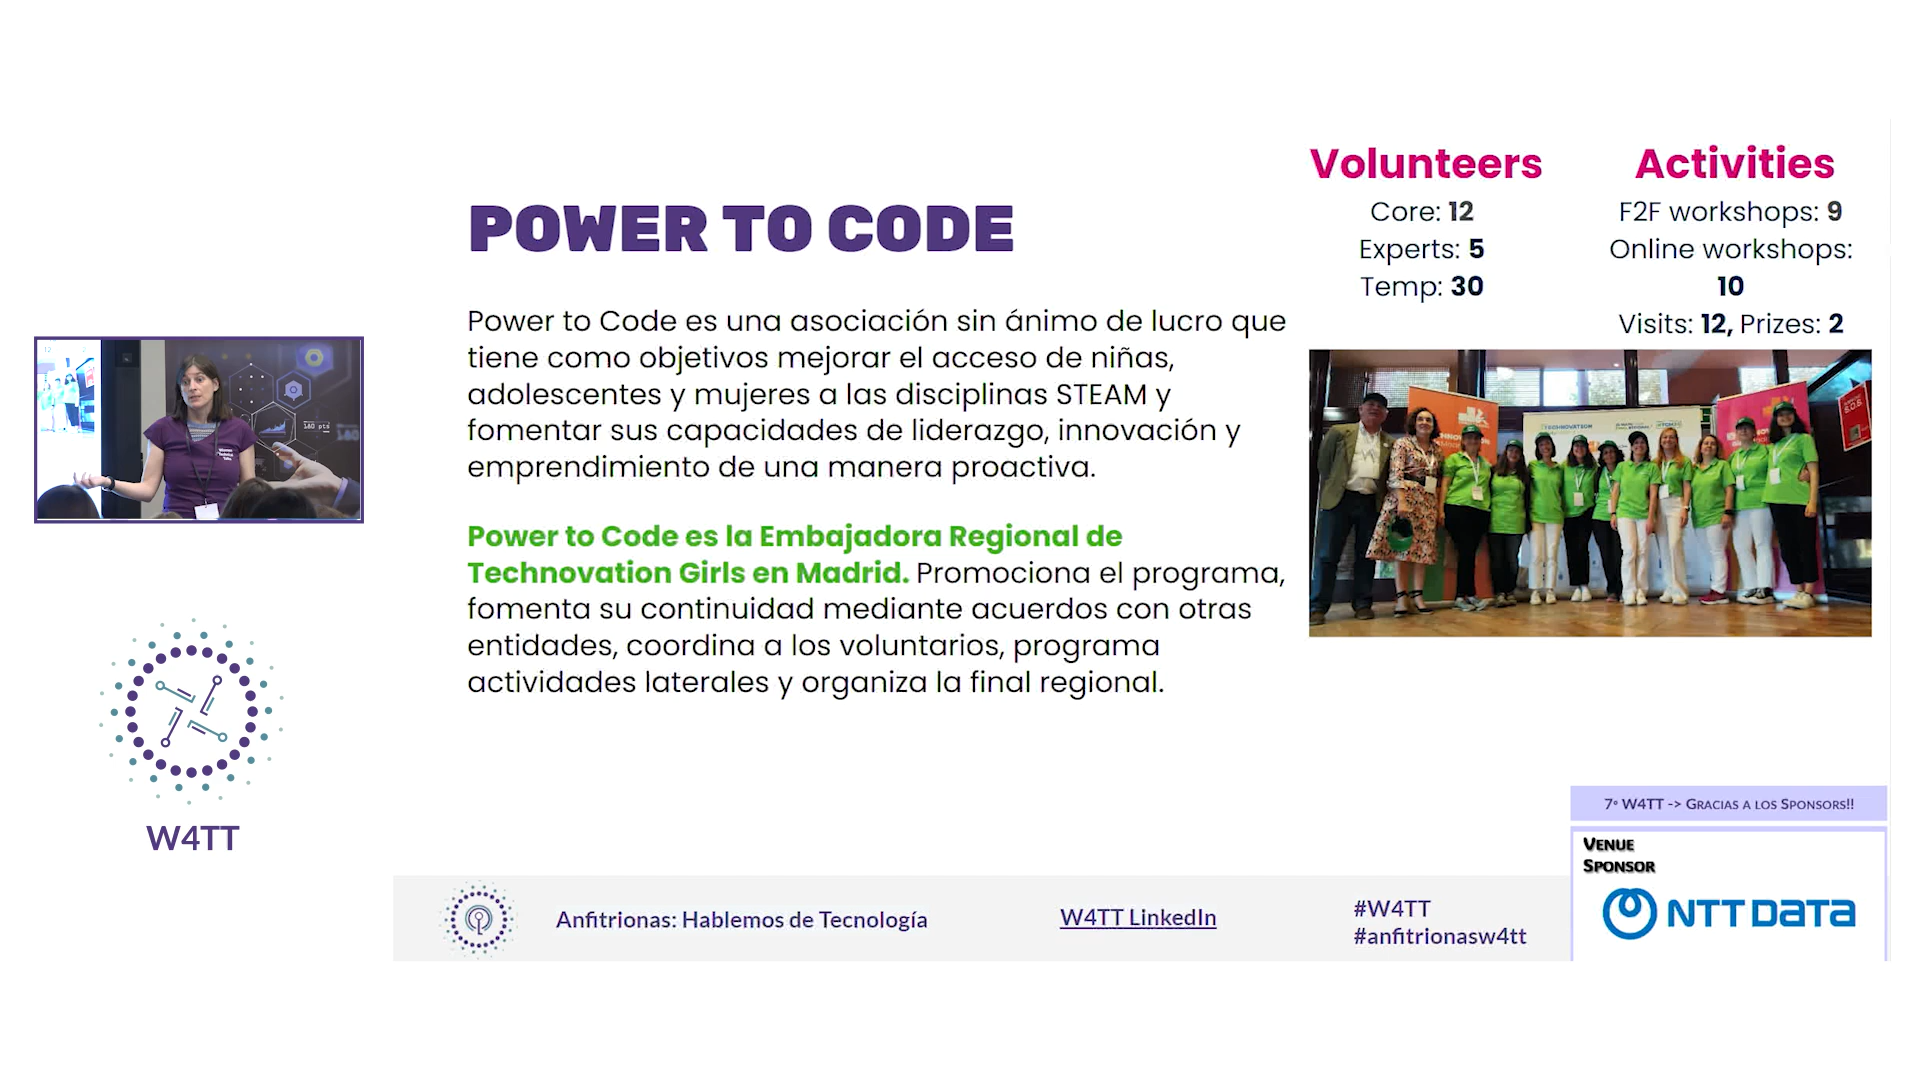 POWER TO CODE
Power to Code es una asociación sin ánimo de lucro que
tiene como objetivos mejorar el acceso de niñas,
adolescentes y mujeres a las disciplinas STEAM y
fomentar sus capacidades de liderazgo, innovación y
emprendimiento de una manera proactiva.
Power to Code es la Embajadora Regional de
Technovation Girls en Madrid. Promociona el programa,
fomenta su continuidad mediante acuerdos con otras
entidades, coordina a los voluntarios, programa
actividades laterales y organiza la final regional.
Volunteers
Core: 12
Experts: 5
Temp: 30
Activities
F2F workshops: 9
Online workshops:
10
Visits: 12, Prizes: 2
W4TT
7º W4TT -> Gracias a los Sponsors!!
Venue
Sponsor
NTT DATA
Anfitrionas: Hablemos de Tecnología
W4TT LinkedIn
#W4TT
#anfitrionasw4tt